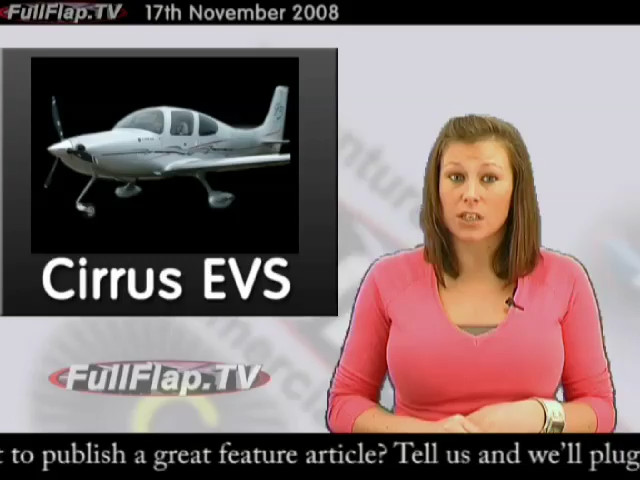 FullFlap.TV 17th November 2008
Cirrus EVS
FullFlap.TV
to publish a great feature article? Tell us and we'll plug